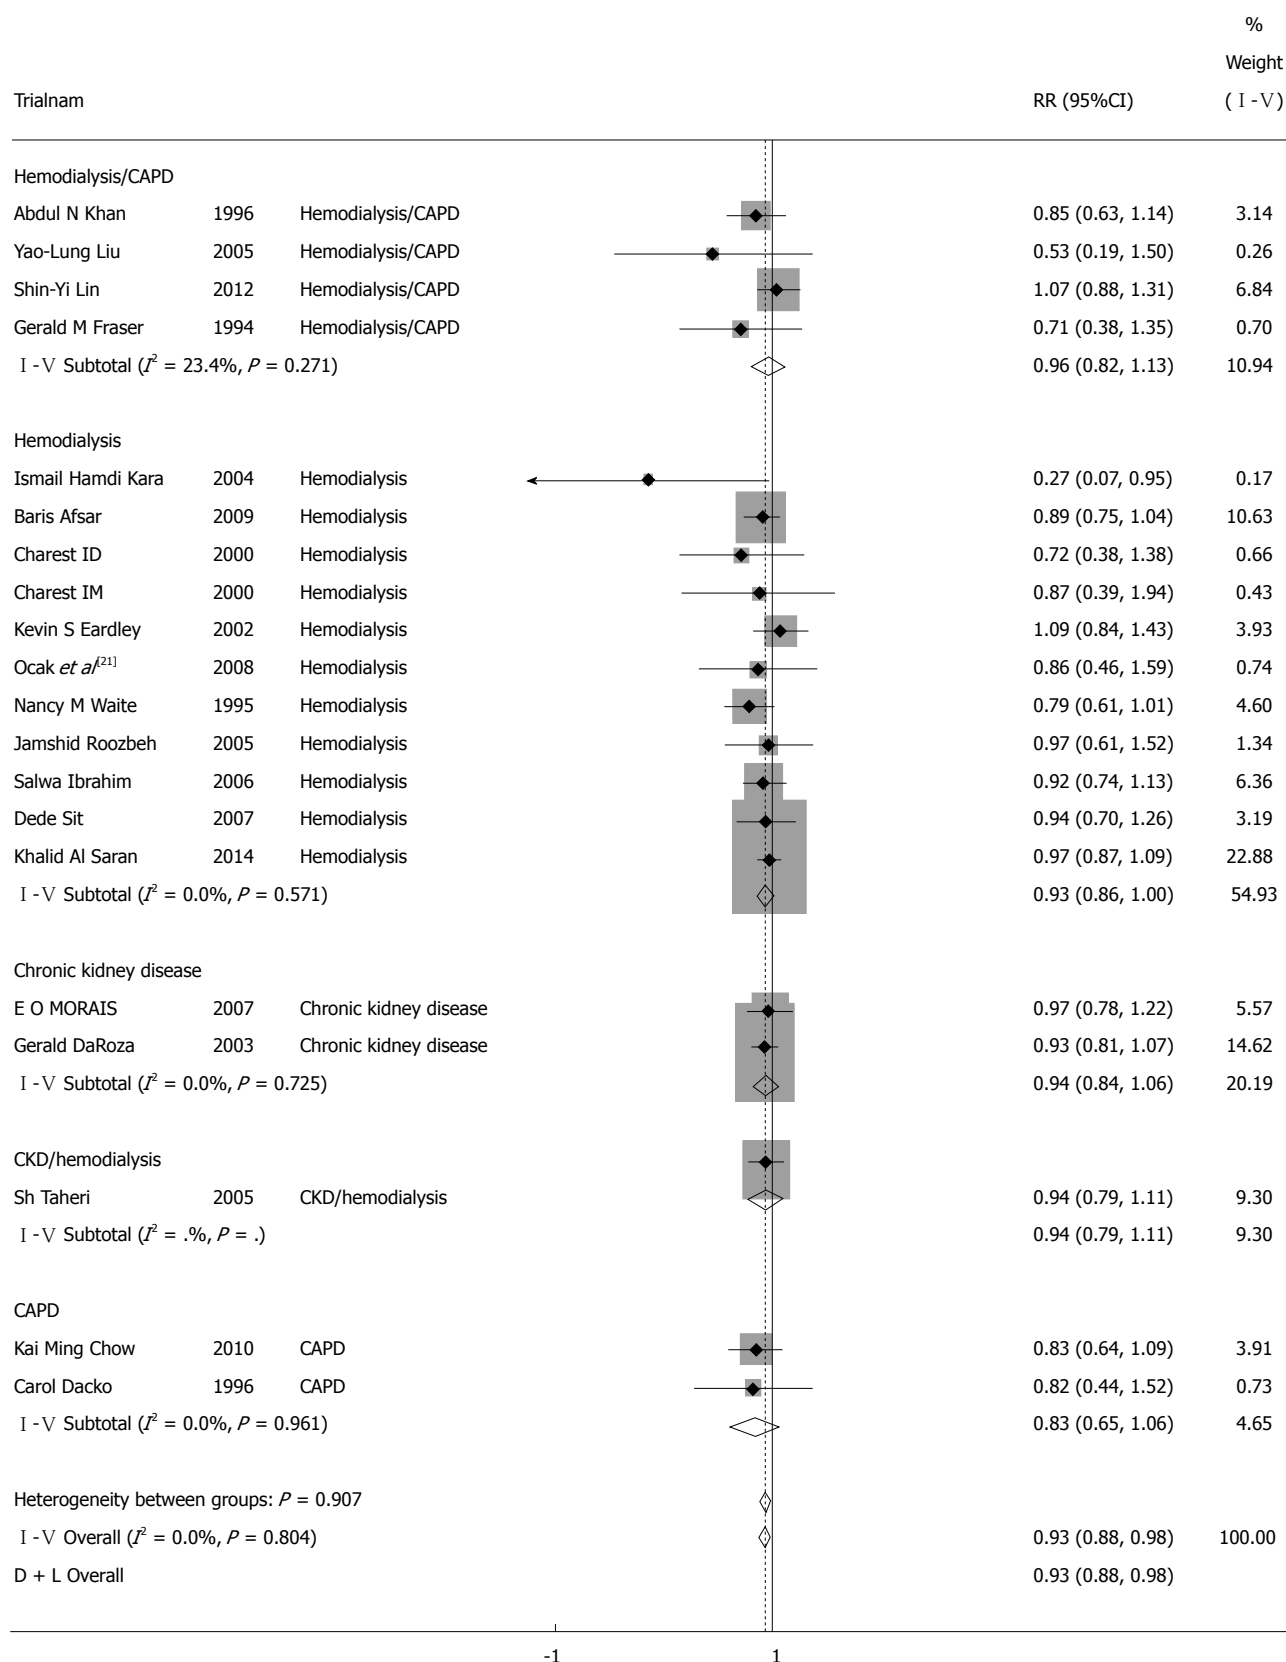 %
Weight
Trialnam RR (95%CI) (Ⅰ-Ⅴ)
Hemodialysis/CAPD
Abdul N Khan 1996 Hemodialysis/CAPD 0.85 (0.63, 1.14) 3.14
Yao-Lung Liu 2005 Hemodialysis/CAPD 0.53 (0.19, 1.50) 0.26
Shin-Yi Lin 2012 Hemodialysis/CAPD 1.07 (0.88, 1.31) 6.84
Gerald M Fraser 1994 Hemodialysis/CAPD 0.71 (0.38, 1.35) 0.70
Ⅰ-Ⅴ Subtotal (I² = 23.4%, P = 0.271) 0.96 (0.82, 1.13) 10.94
Hemodialysis
Ismail Hamdi Kara 2004 Hemodialysis 0.27 (0.07, 0.95) 0.17
Baris Afsar 2009 Hemodialysis 0.89 (0.75, 1.04) 10.63
Charest ID 2000 Hemodialysis 0.72 (0.38, 1.38) 0.66
Charest IM 2000 Hemodialysis 0.87 (0.39, 1.94) 0.43
Kevin S Eardley 2002 Hemodialysis 1.09 (0.84, 1.43) 3.93
Ocak et al[21] 2008 Hemodialysis 0.86 (0.46, 1.59) 0.74
Nancy M Waite 1995 Hemodialysis 0.79 (0.61, 1.01) 4.60
Jamshid Roozbeh 2005 Hemodialysis 0.97 (0.61, 1.52) 1.34
Salwa Ibrahim 2006 Hemodialysis 0.92 (0.74, 1.13) 6.36
Dede Sit 2007 Hemodialysis 0.94 (0.70, 1.26) 3.19
Khalid Al Saran 2014 Hemodialysis 0.97 (0.87, 1.09) 22.88
Ⅰ-Ⅴ Subtotal (I² = 0.0%, P = 0.571) 0.93 (0.86, 1.00) 54.93
Chronic kidney disease
E O MORAIS 2007 Chronic kidney disease 0.97 (0.78, 1.22) 5.57
Gerald DaRoza 2003 Chronic kidney disease 0.93 (0.81, 1.07) 14.62
Ⅰ-Ⅴ Subtotal (I² = 0.0%, P = 0.725) 0.94 (0.84, 1.06) 20.19
CKD/hemodialysis
Sh Taheri 2005 CKD/hemodialysis 0.94 (0.79, 1.11) 9.30
Ⅰ-Ⅴ Subtotal (I² = .%, P = .) 0.94 (0.79, 1.11) 9.30
CAPD
Kai Ming Chow 2010 CAPD 0.83 (0.64, 1.09) 3.91
Carol Dacko 1996 CAPD 0.82 (0.44, 1.52) 0.73
Ⅰ-Ⅴ Subtotal (I² = 0.0%, P = 0.961) 0.83 (0.65, 1.06) 4.65
Heterogeneity between groups: P = 0.907
Ⅰ-Ⅴ Overall (I² = 0.0%, P = 0.804) 0.93 (0.88, 0.98) 100.00
D + L Overall 0.93 (0.88, 0.98)
-1 1